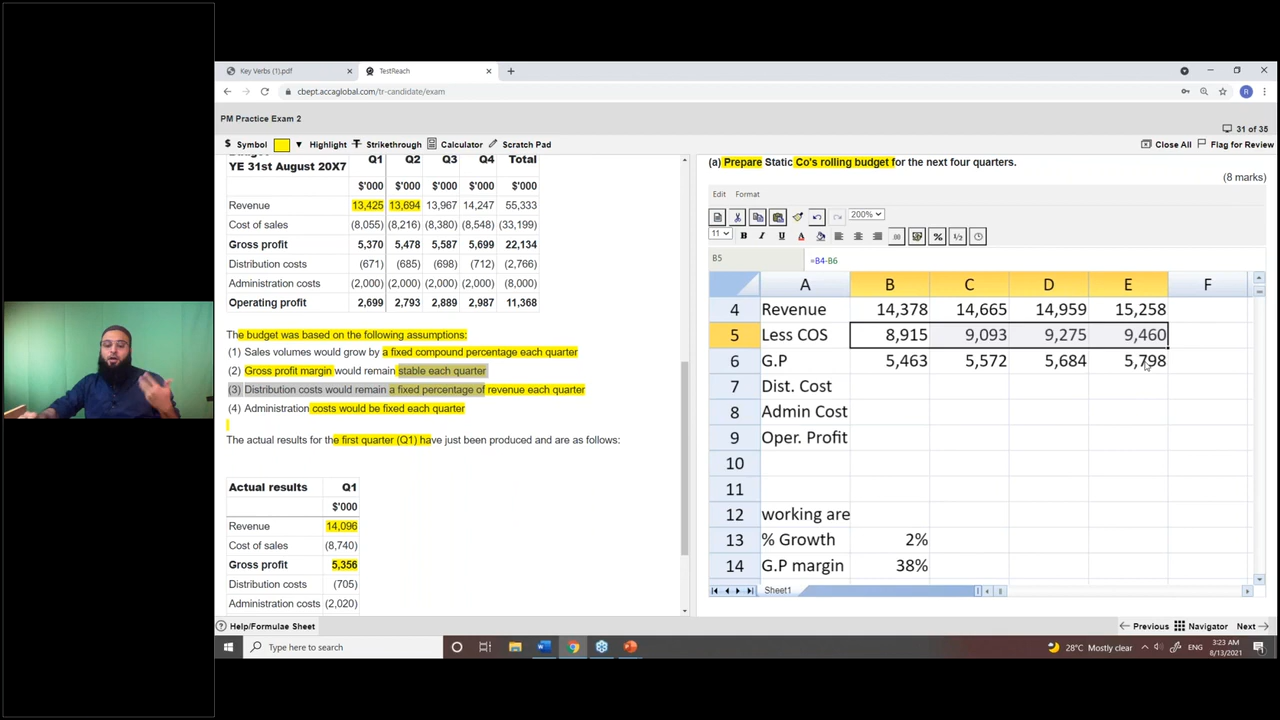 Key Verbs (1).pdf
TestReach
cbept.accaglobal.com/tr-candidate/exam
R
PM Practice Exam 2
31 of 35
$ Symbol Highlight Strikethrough Calculator Scratch Pad
Close All Flag for Review
YE 31st August 20X7 Q1 Q2 Q3 Q4 Total
$'000 $'000 $'000 $'000 $'000
Revenue 13,425 13,694 13,967 14,247 55,333
Cost of sales (8,055) (8,216) (8,380) (8,548) (33,199)
Gross profit 5,370 5,478 5,587 5,699 22,134
Distribution costs (671) (685) (698) (712) (2,766)
Administration costs (2,000) (2,000) (2,000) (2,000) (8,000)
Operating profit 2,699 2,793 2,889 2,987 11,368
The budget was based on the following assumptions:
(1) Sales volumes would grow by a fixed compound percentage each quarter
(2) Gross profit margin would remain stable each quarter
(3) Distribution costs would remain a fixed percentage of revenue each quarter
(4) Administration costs would be fixed each quarter
The actual results for the first quarter (Q1) have just been produced and are as follows:
Actual results Q1
$'000
Revenue 14,096
Cost of sales (8,740)
Gross profit 5,356
Distribution costs (705)
Administration costs (2,020)
(a) Prepare Static Co's rolling budget for the next four quarters.
(8 marks)
Edit Format
200%
11 B I U A .00 % 1/2
B5 =B4-B6
A B C D E F
4 Revenue 14,378 14,665 14,959 15,258
5 Less COS 8,915 9,093 9,275 9,460
6 G.P 5,463 5,572 5,684 5,798
7 Dist. Cost
8 Admin Cost
9 Oper. Profit
10
11
12 working are
13 % Growth 2%
14 G.P margin 38%
Sheet1
Help/Formulae Sheet
Previous Navigator Next
Type here to search
28°C Mostly clear ENG 3:23 AM
8/13/2021